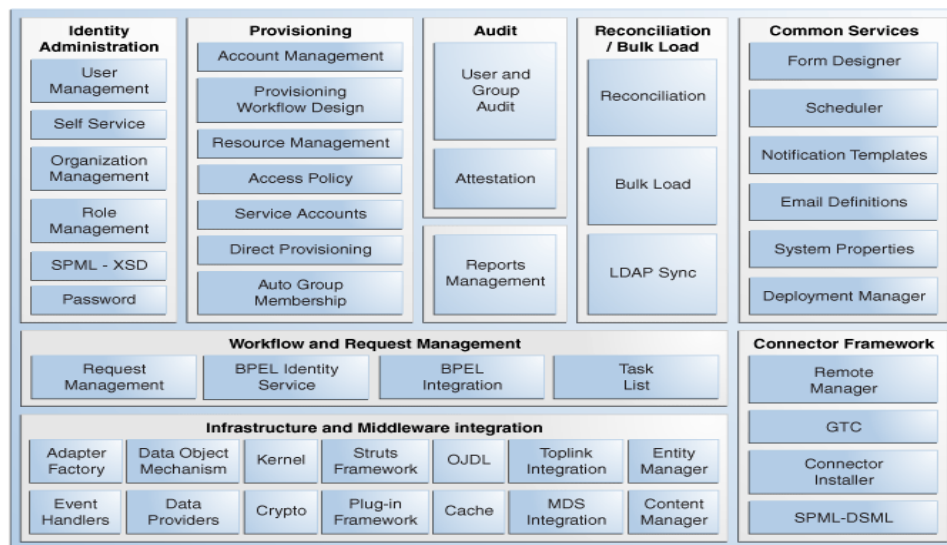 Identity
Administration
User
Management
Self Service
Organization
Management
Role
Management
SPML - XSD
Password
Provisioning
Account Management
Provisioning
Workflow Design
Resource Management
Access Policy
Service Accounts
Direct Provisioning
Auto Group
Membership
Audit
User and
Group
Audit
Attestation
Reports
Management
Reconciliation
/ Bulk Load
Reconciliation
Bulk Load
LDAP Sync
Common Services
Form Designer
Scheduler
Notification Templates
Email Definitions
System Properties
Deployment Manager
Workflow and Request Management
Request
Management
BPEL Identity
Service
BPEL
Integration
Task
List
Infrastructure and Middleware integration
Adapter
Factory
Data Object
Mechanism
Kernel
Struts
Framework
OJDL
Toplink
Integration
Entity
Manager
Event
Handlers
Data
Providers
Crypto
Plug-in
Framework
Cache
MDS
Integration
Content
Manager
Connector Framework
Remote
Manager
GTC
Connector
Installer
SPML-DSML